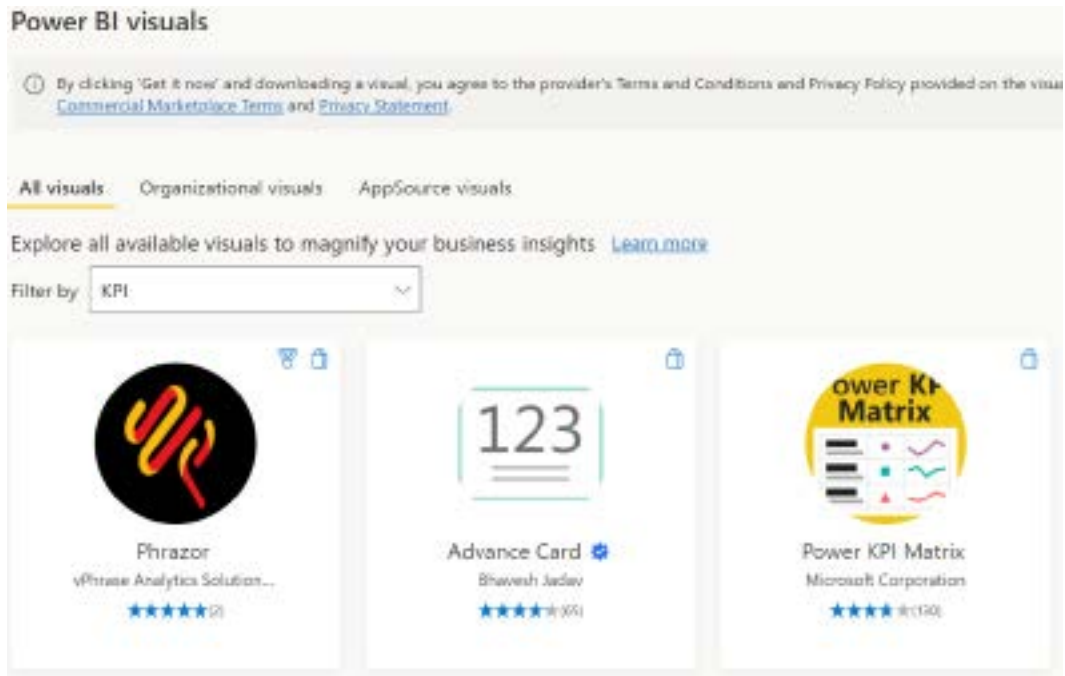 Power BI visuals
By clicking 'Get it now' and downloading a visual, you agree to the provider's Terms and Conditions and Privacy Policy provided on the
Commercial Marketplace Terms and Privacy Statement.
All visuals Organizational visuals AppSource visuals
Explore all available visuals to magnify your business insights Learn more
Filter by KPI
123
ower KP
Matrix
Phrazor Advance Card Power KPI Matrix
vPhrase Analytics Solution... Bhavesh Jadav Microsoft Corporation
(2) (65) (130)